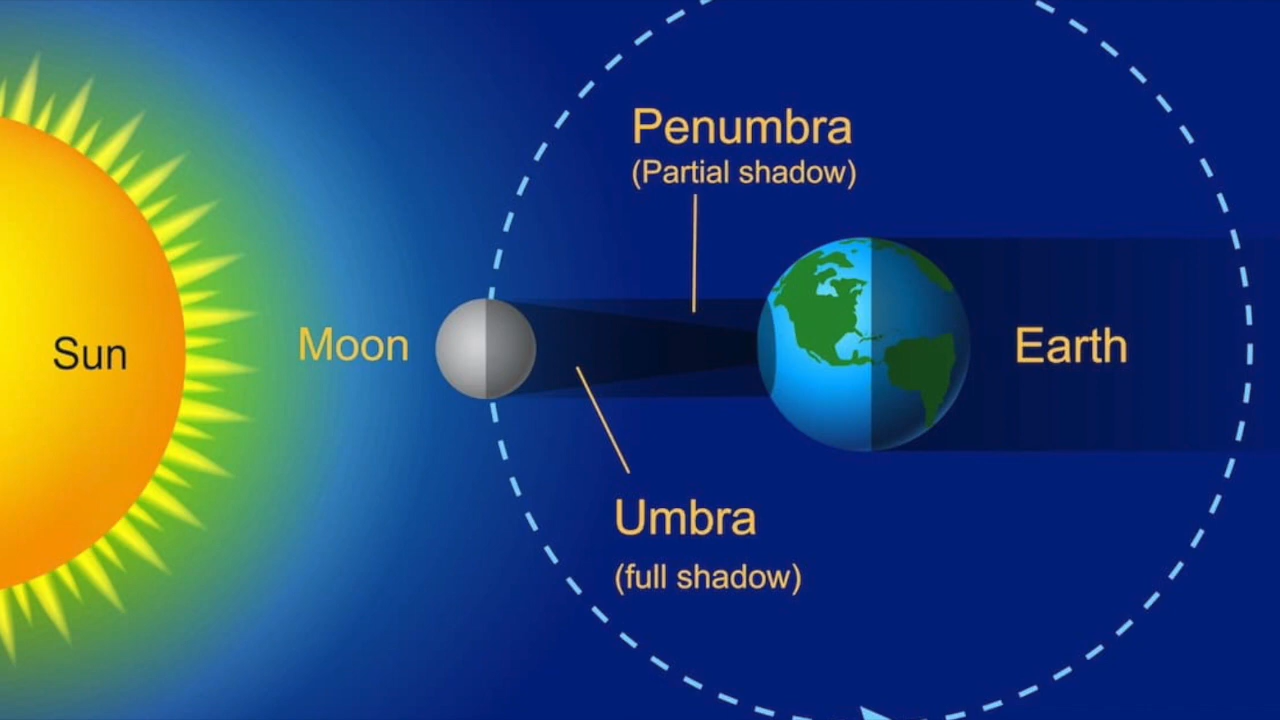 Penumbra
(Partial shadow)
Sun
Moon
Earth
Umbra
(full shadow)